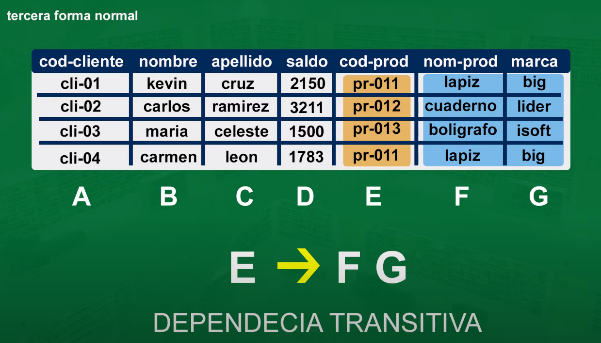 tercera forma normal
cod-cliente nombre apellido saldo cod-prod nom-prod marca
cli-01 kevin cruz 2150 pr-011 lapiz big
cli-02 carlos ramirez 3211 pr-012 cuaderno lider
cli-03 maria celeste 1500 pr-013 boligrafo isoft
cli-04 carmen leon 1783 pr-011 lapiz big
A B C D E F G
E → F G
DEPENDECIA TRANSITIVA